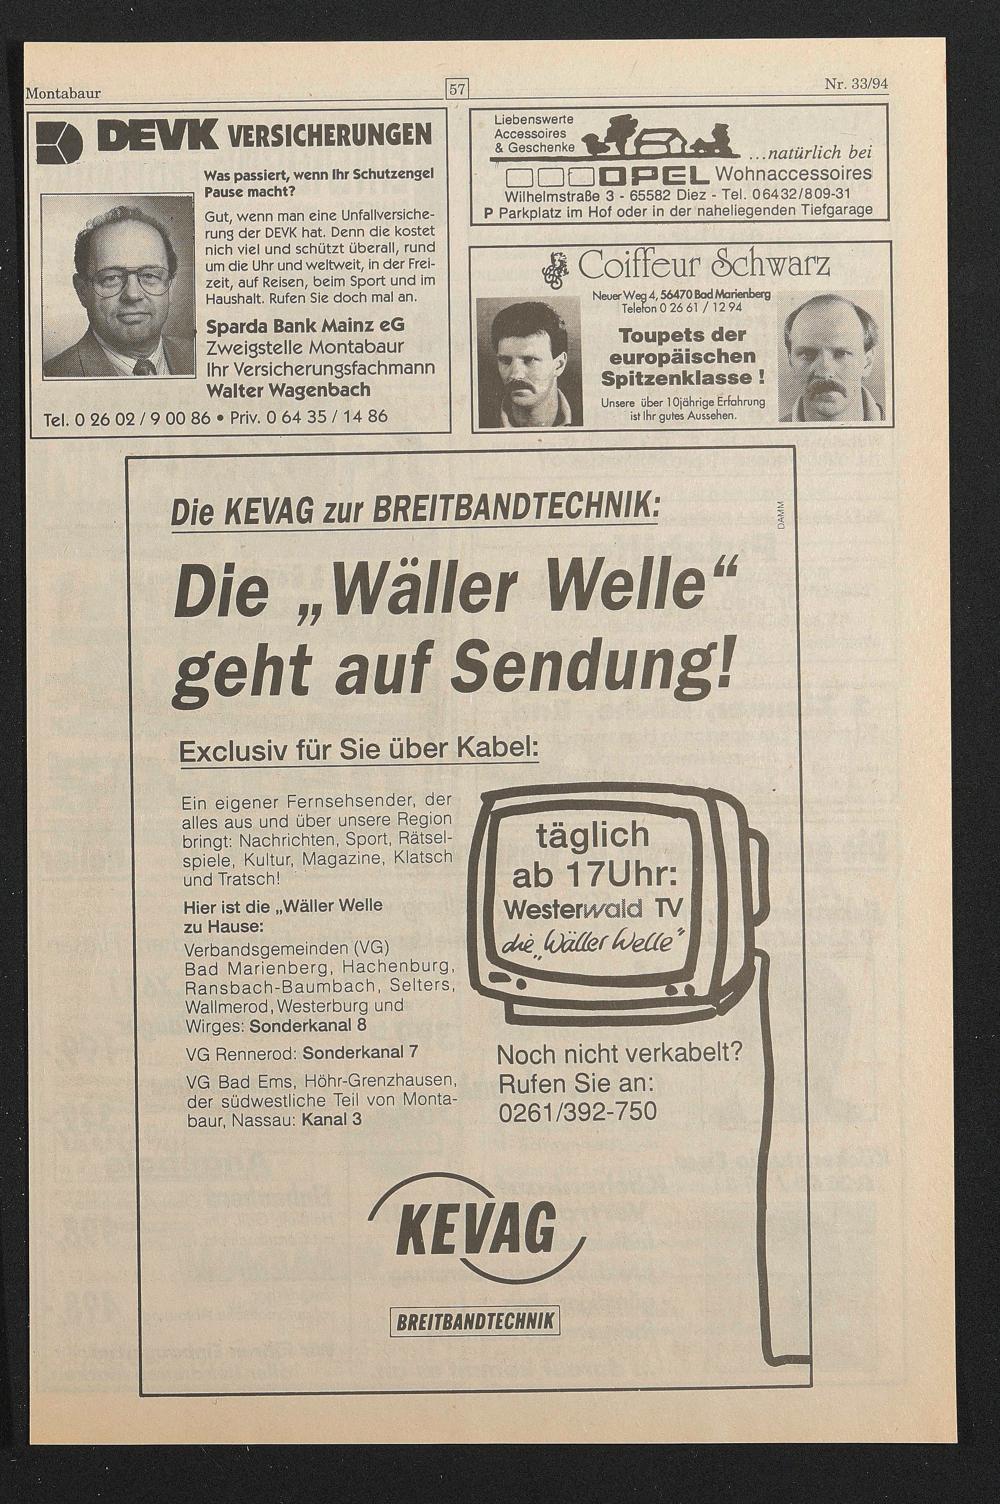 Montabaur
57
Nr. 33/94
DEVK VERSICHERUNGEN
Was passiert, wenn Ihr Schutzengel
Pause macht?
Gut, wenn man eine Unfallversiche-
rung der DEVK hat. Denn die kostet
nich viel und schützt überall, rund
um die Uhr und weltweit, in der Frei-
zeit, auf Reisen, beim Sport und im
Haushalt. Rufen Sie doch mal an.
Sparda Bank Mainz eG
Zweigstelle Montabaur
Ihr Versicherungsfachmann
Walter Wagenbach
Tel. 0 26 02 / 9 00 86 • Priv. 0 64 35 / 14 86
Liebenswerte
Accessoires
& Geschenke
...natürlich bei
OPEL Wohnaccessoires
Wilhelmstraße 3 - 65582 Diez - Tel. 06432/809-31
P Parkplatz im Hof oder in der naheliegenden Tiefgarage
Coiffeur Schwarz
Neuer Weg 4, 56470 Bad Marienberg
Telefon 0 26 61 / 12 94
Toupets der
europäischen
Spitzenklasse !
Unsere über 10jährige Erfahrung
ist Ihr gutes Aussehen.
Die KEVAG zur BREITBANDTECHNIK:
DAMM
Die „Wäller Welle“
geht auf Sendung!
Exclusiv für Sie über Kabel:
Ein eigener Fernsehsender, der
alles aus und über unsere Region
bringt: Nachrichten, Sport, Rätsel-
spiele, Kultur, Magazine, Klatsch
und Tratsch!
Hier ist die „Wäller Welle
zu Hause:
Verbandsgemeinden (VG)
Bad Marienberg, Hachenburg,
Ransbach-Baumbach, Selters,
Wallmerod, Westerburg und
Wirges: Sonderkanal 8
VG Rennerod: Sonderkanal 7
VG Bad Ems, Höhr-Grenzhausen,
der südwestliche Teil von Monta-
baur, Nassau: Kanal 3
täglich
ab 17Uhr:
Westerwald TV
die „Wäller Welle“
Noch nicht verkabelt?
Rufen Sie an:
0261/392-750
KEVAG
BREITBANDTECHNIK